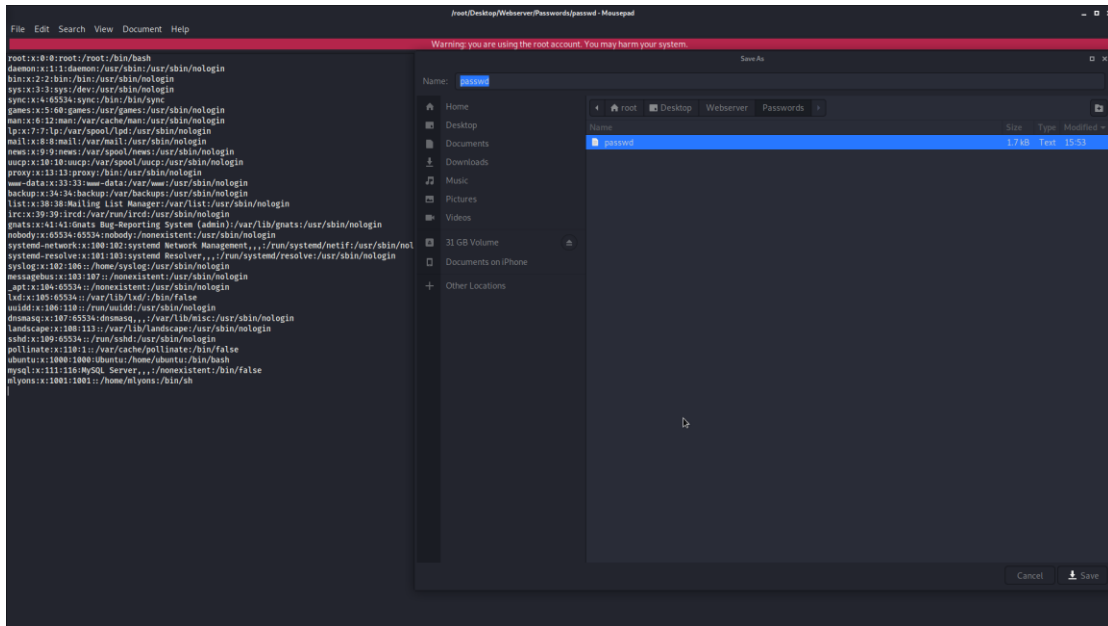 /root/Desktop/Webserver/Passwords/passwd - Mousepad
File Edit Search View Document Help
Warning: you are using the root account. You may harm your system.
root:x:0:0:root:/root:/bin/bash
daemon:x:1:1:daemon:/usr/sbin:/usr/sbin/nologin
bin:x:2:2:bin:/bin:/usr/sbin/nologin
sys:x:3:3:sys:/dev:/usr/sbin/nologin
sync:x:4:65534:sync:/bin:/bin/sync
games:x:5:60:games:/usr/games:/usr/sbin/nologin
man:x:6:12:man:/var/cache/man:/usr/sbin/nologin
lp:x:7:7:lp:/var/spool/lpd:/usr/sbin/nologin
mail:x:8:8:mail:/var/mail:/usr/sbin/nologin
news:x:9:9:news:/var/spool/news:/usr/sbin/nologin
uucp:x:10:10:uucp:/var/spool/uucp:/usr/sbin/nologin
proxy:x:13:13:proxy:/bin:/usr/sbin/nologin
www-data:x:33:33:www-data:/var/www:/usr/sbin/nologin
backup:x:34:34:backup:/var/backups:/usr/sbin/nologin
list:x:38:38:Mailing List Manager:/var/list:/usr/sbin/nologin
irc:x:39:39:ircd:/var/run/ircd:/usr/sbin/nologin
gnats:x:41:41:Gnats Bug-Reporting System (admin):/var/lib/gnats:/usr/sbin/nologin
nobody:x:65534:65534:nobody:/nonexistent:/usr/sbin/nologin
systemd-network:x:100:102:systemd Network Management,,,:/run/systemd/netif:/usr/sbin/nol
systemd-resolve:x:101:103:systemd Resolver,,,:/run/systemd/resolve:/usr/sbin/nologin
syslog:x:102:106::/home/syslog:/usr/sbin/nologin
messagebus:x:103:107::/nonexistent:/usr/sbin/nologin
_apt:x:104:65534::/nonexistent:/usr/sbin/nologin
lxd:x:105:65534::/var/lib/lxd/:/bin/false
uuidd:x:106:110::/run/uuidd:/usr/sbin/nologin
dnsmasq:x:107:65534:dnsmasq,,,:/var/lib/misc:/usr/sbin/nologin
landscape:x:108:113::/var/lib/landscape:/usr/sbin/nologin
sshd:x:109:65534::/run/sshd:/usr/sbin/nologin
pollinate:x:110:1::/var/cache/pollinate:/bin/false
ubuntu:x:1000:1000:Ubuntu:/home/ubuntu:/bin/bash
mysql:x:111:116:MySQL Server,,,:/nonexistent:/bin/false
mlyons:x:1001:1001::/home/mlyons:/bin/sh
Save As
Name: passwd
Home
Desktop
Documents
Downloads
Music
Pictures
Videos
31 GB Volume
Documents on iPhone
Other Locations
root Desktop Webserver Passwords
Name Size Type Modified
passwd 1.7 kB Text 15:53
Cancel Save